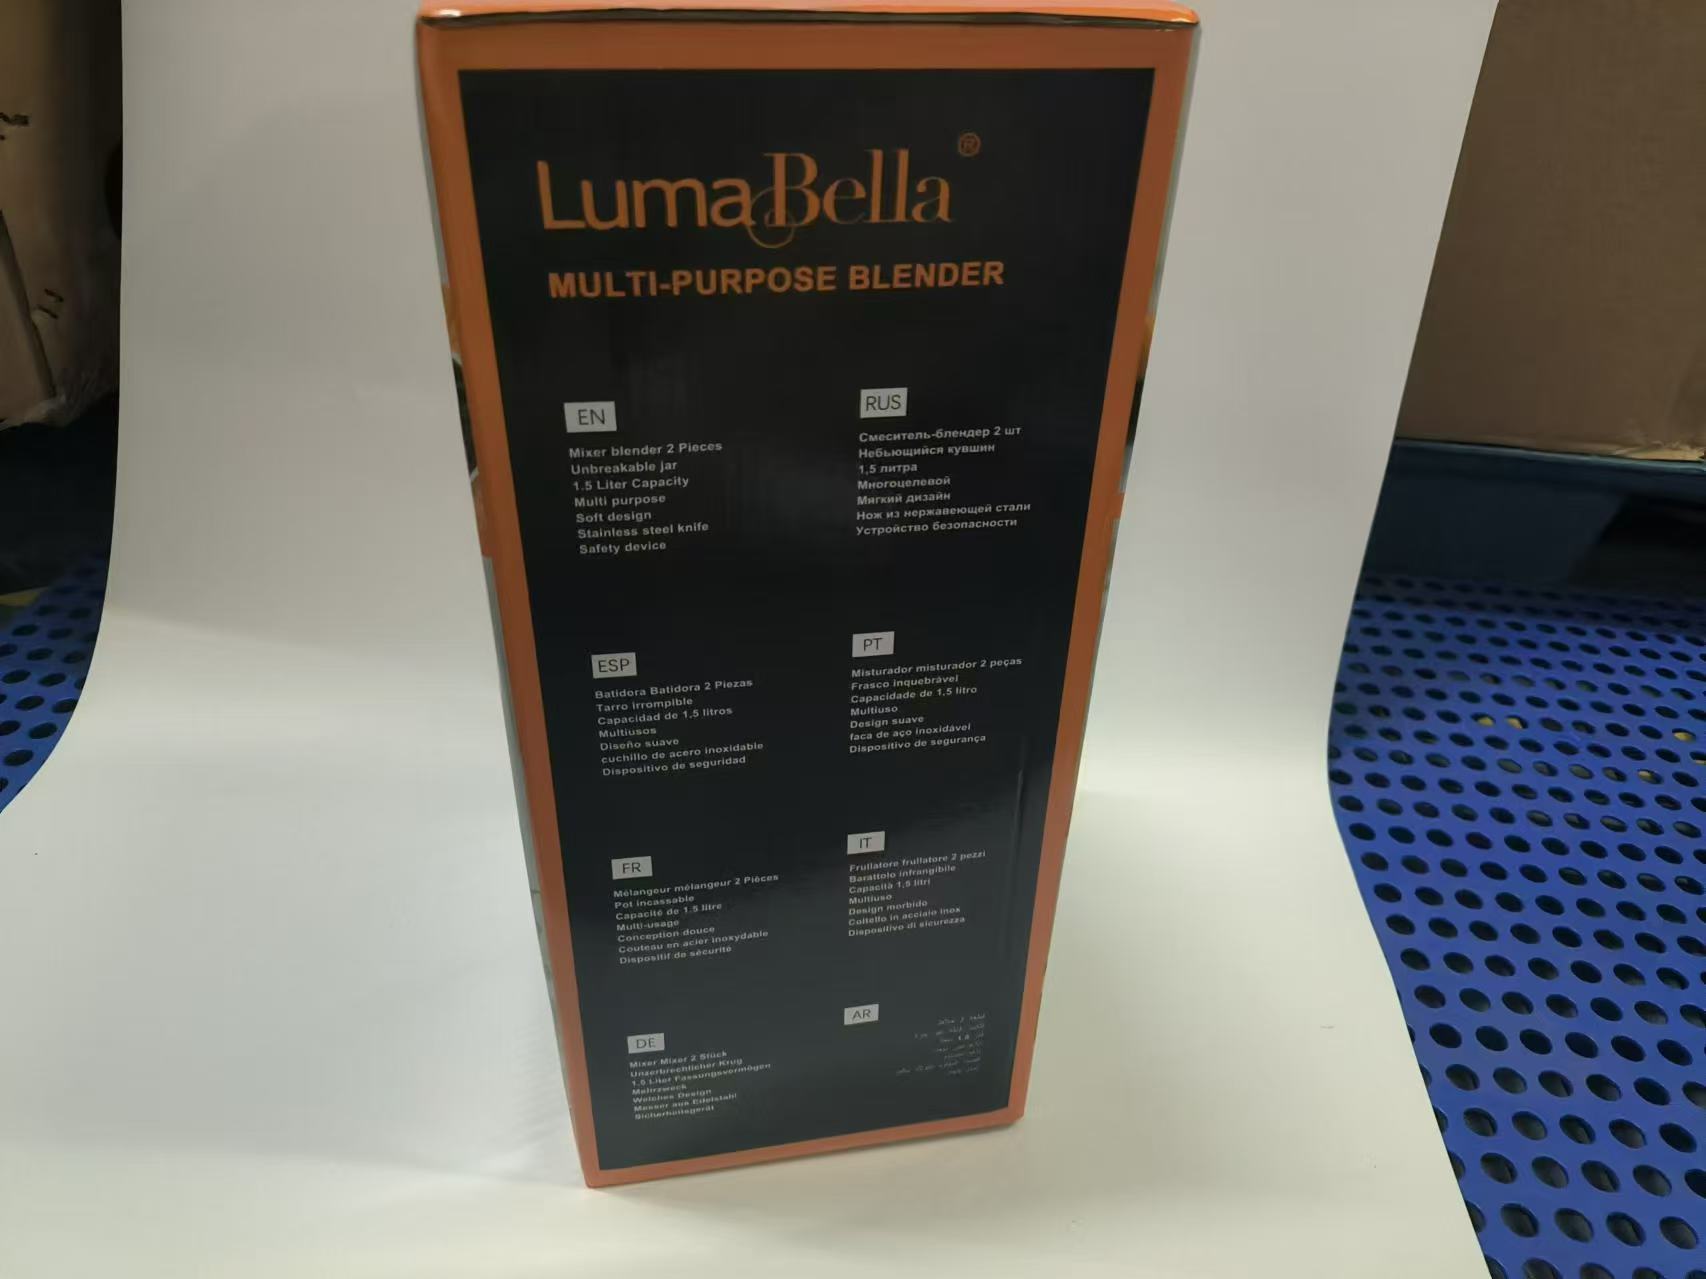 LumaBella®
MULTI-PURPOSE BLENDER
EN
Mixer blender 2 Pieces
Unbreakable jar
1.5 Liter Capacity
Multi purpose
Soft design
Stainless steel knife
Safety device
RUS
Смеситель-блендер 2 шт
Небьющийся кувшин
1,5 литра
Многоцелевой
Мягкий дизайн
Нож из нержавеющей стали
Устройство безопасности
ESP
Batidora Batidora 2 Piezas
Tarro irrompible
Capacidad de 1.5 litros
Multiusos
Diseño suave
cuchillo de acero inoxidable
Dispositivo de seguridad
PT
Misturador misturador 2 peças
Frasco inquebrável
Capacidade de 1,5 litro
Multiuso
Design suave
faca de aço inoxidável
Dispositivo de segurança
FR
Mélangeur mélangeur 2 Pièces
Pot incassable
Capacité de 1.5 litre
Multi-usage
Conception douce
Couteau en acier inoxydable
Dispositif de sécurité
IT
Frullatore frullatore 2 pezzi
Barattolo infrangibile
Capacità 1,5 litri
Multiuso
Design morbido
Coltello in acciaio inox
Dispositivo di sicurezza
DE
Mixer Mixer 2 Stück
Unzerbrechlicher Krug
1.5 Liter Fassungsvermögen
Mehrzweck
Weiches Design
Messer aus Edelstahl
Sicherheitsgerät
AR